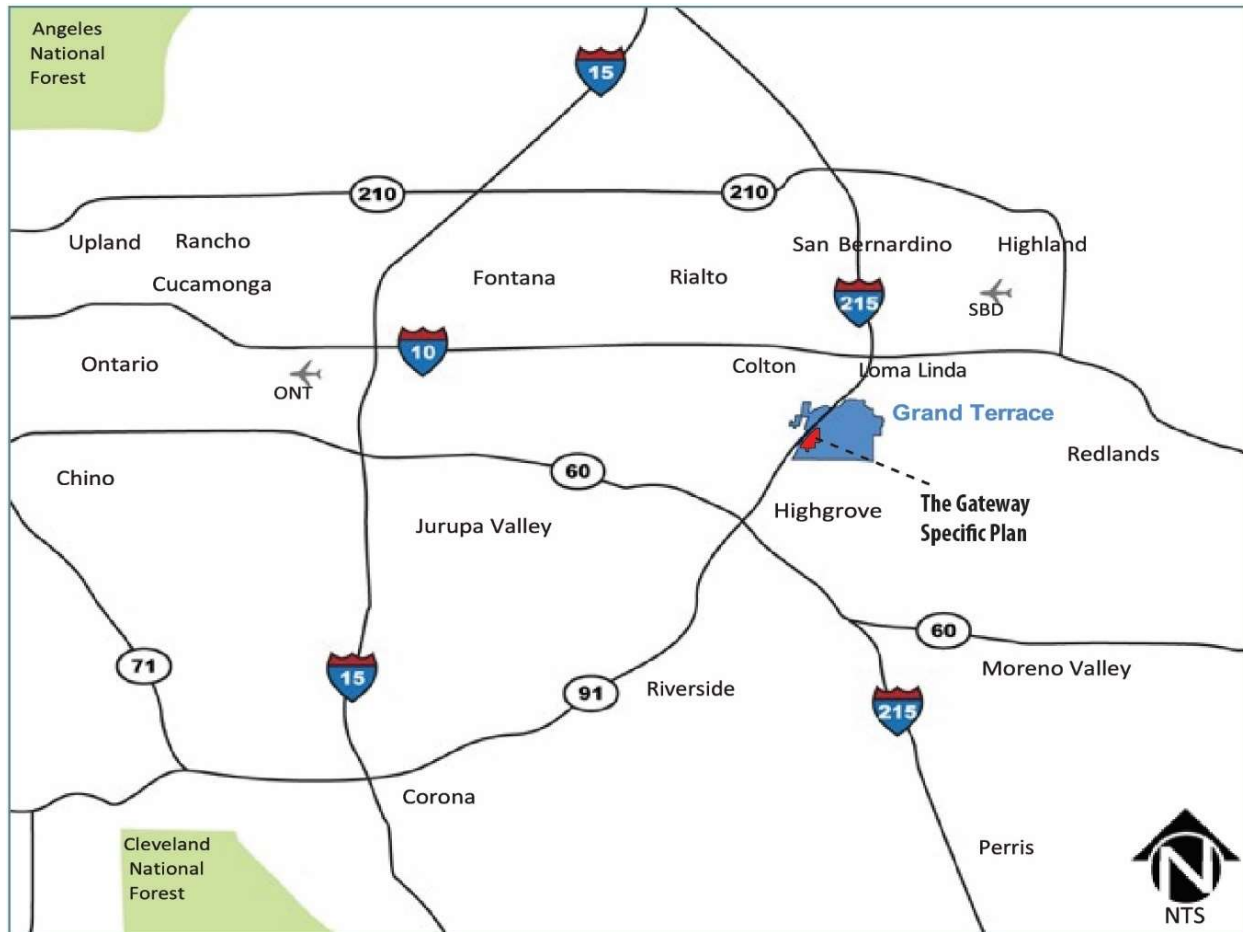 Angeles
National
Forest
15
210
210
Upland
Rancho
Cucamonga
Fontana
Rialto
San Bernardino
Highland
215
SBD
10
Ontario
ONT
Colton
Loma Linda
Grand Terrace
Redlands
Chino
60
Jurupa Valley
Highgrove
The Gateway
Specific Plan
71
15
91
Riverside
60
Moreno Valley
215
Corona
Cleveland
National
Forest
Perris
N
NTS